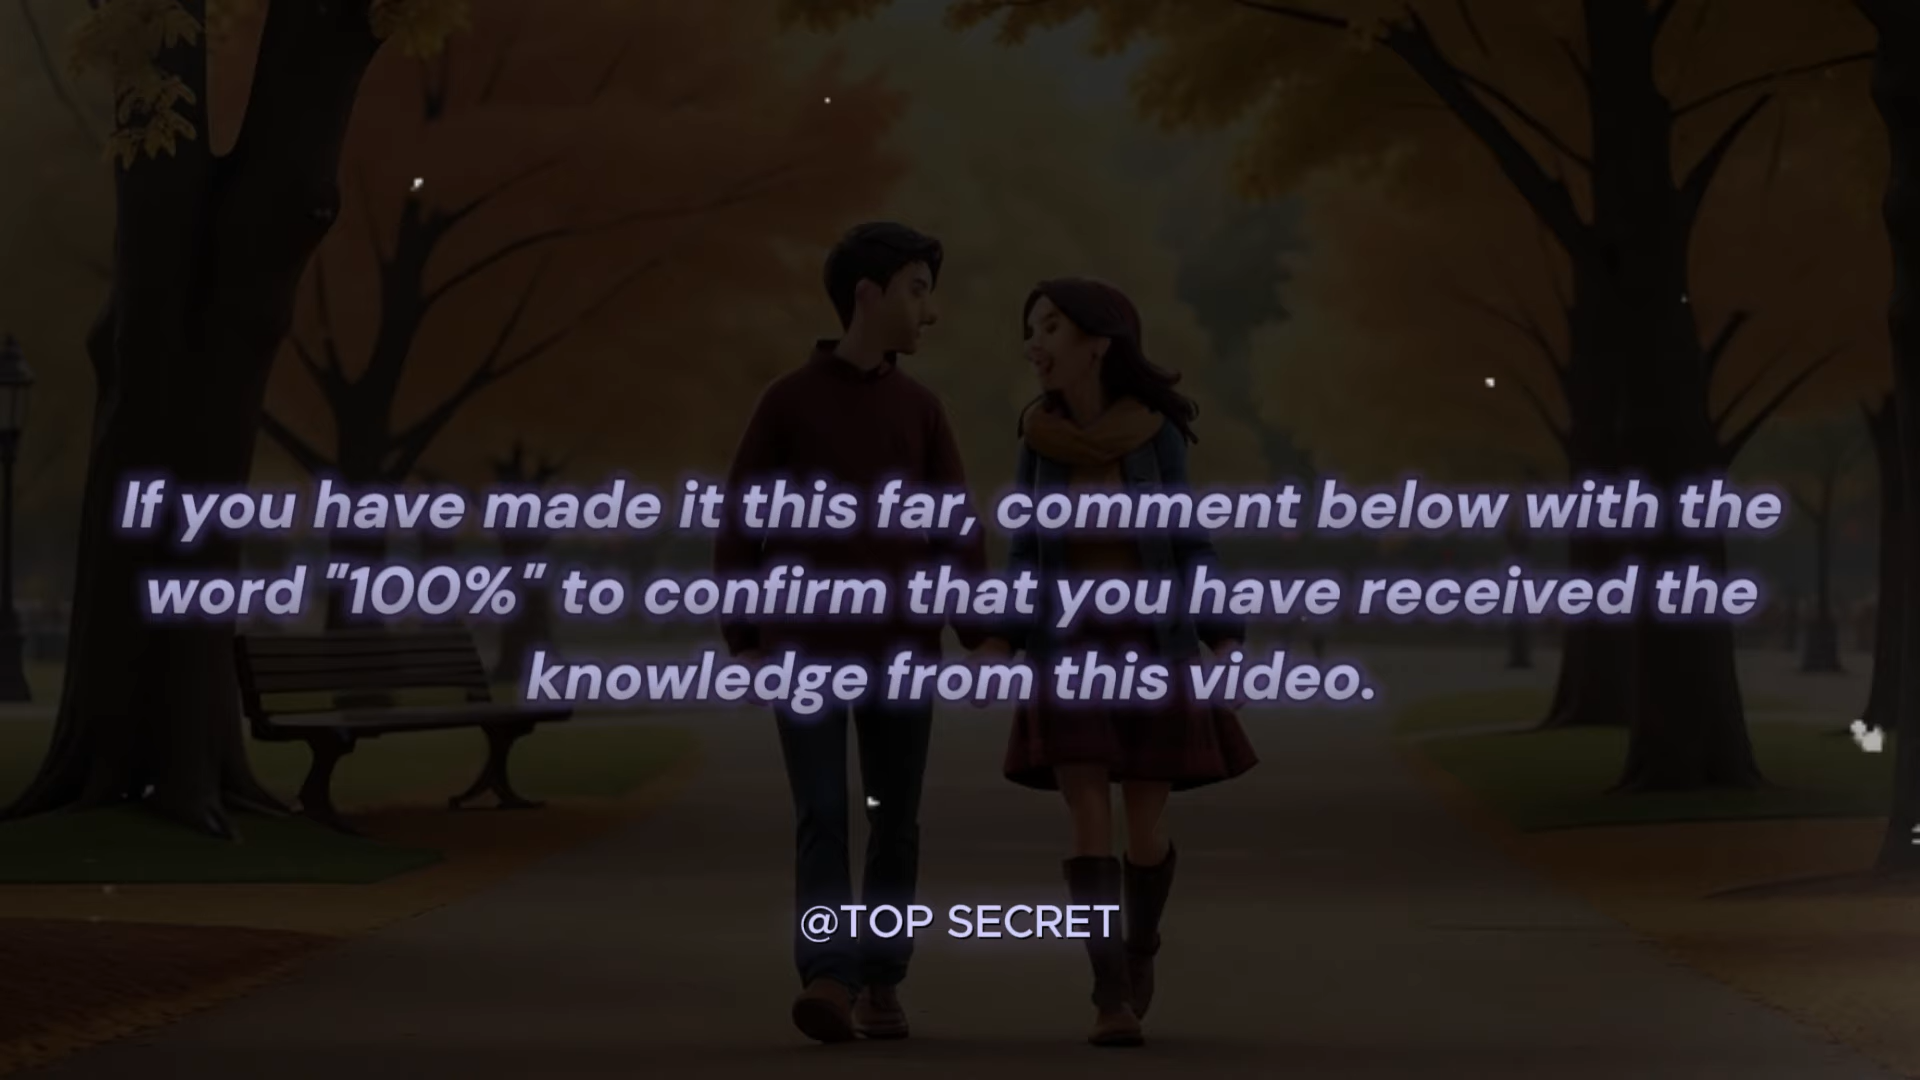 If you have made it this far, comment below with the
word "100%" to confirm that you have received the
knowledge from this video.
@TOP SECRET